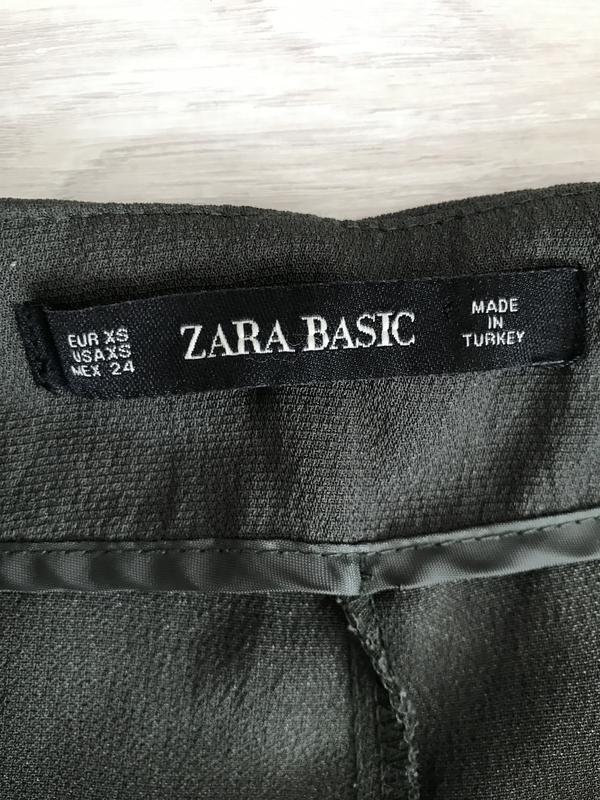 EUR XS
USA XS
MEX 24
ZARA BASIC
MADE
IN
TURKEY